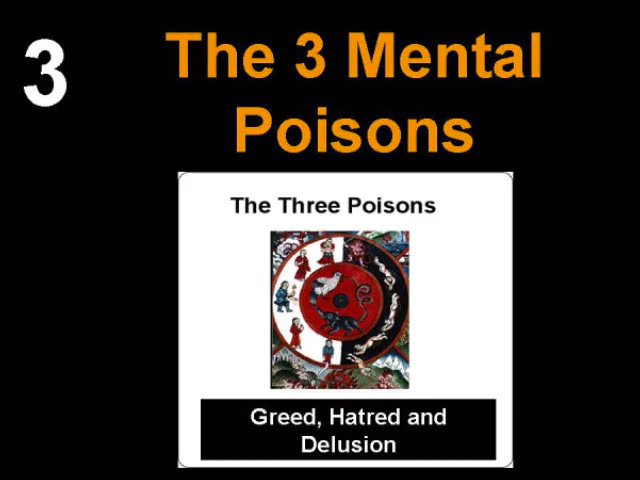 3
The 3 Mental
Poisons
The Three Poisons
Greed, Hatred and
Delusion